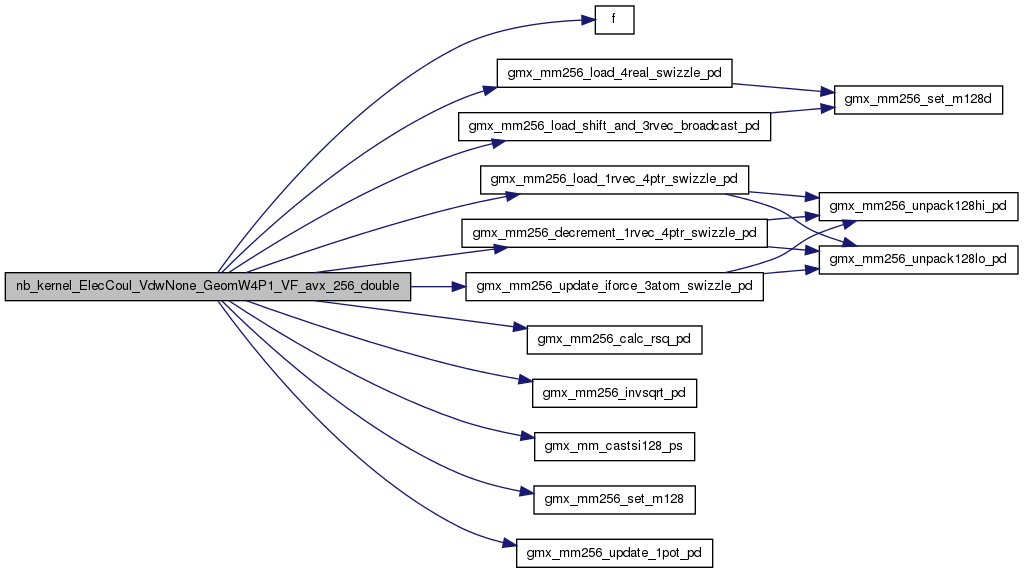 f
gmx_mm256_load_4real_swizzle_pd
gmx_mm256_set_m128d
gmx_mm256_load_shift_and_3rvec_broadcast_pd
gmx_mm256_load_1rvec_4ptr_swizzle_pd
gmx_mm256_unpack128hi_pd
gmx_mm256_decrement_1rvec_4ptr_swizzle_pd
gmx_mm256_unpack128lo_pd
nb_kernel_ElecCoul_VdwNone_GeomW4P1_VF_avx_256_double
gmx_mm256_update_iforce_3atom_swizzle_pd
gmx_mm256_calc_rsq_pd
gmx_mm256_invsqrt_pd
gmx_mm_castsi128_ps
gmx_mm256_set_m128
gmx_mm256_update_1pot_pd